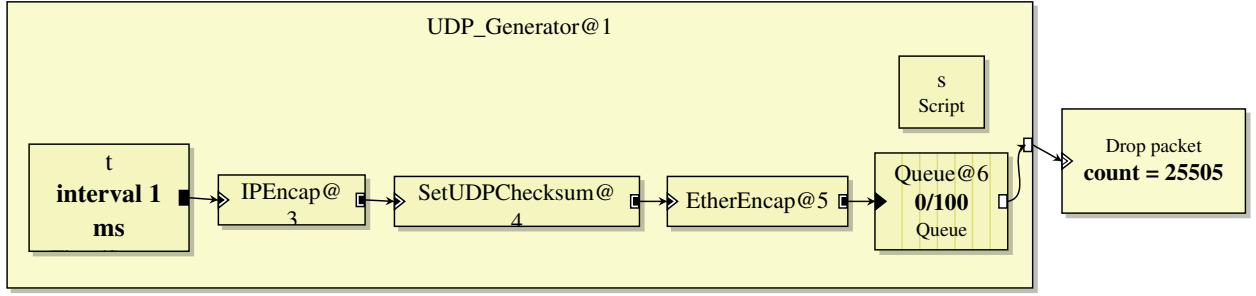 UDP_Generator@1
s
Script
t
interval 1
ms
IPEncap@
3
SetUDPChecksum@
4
EtherEncap@5
Queue@6
0/100
Queue
Drop packet
count = 25505